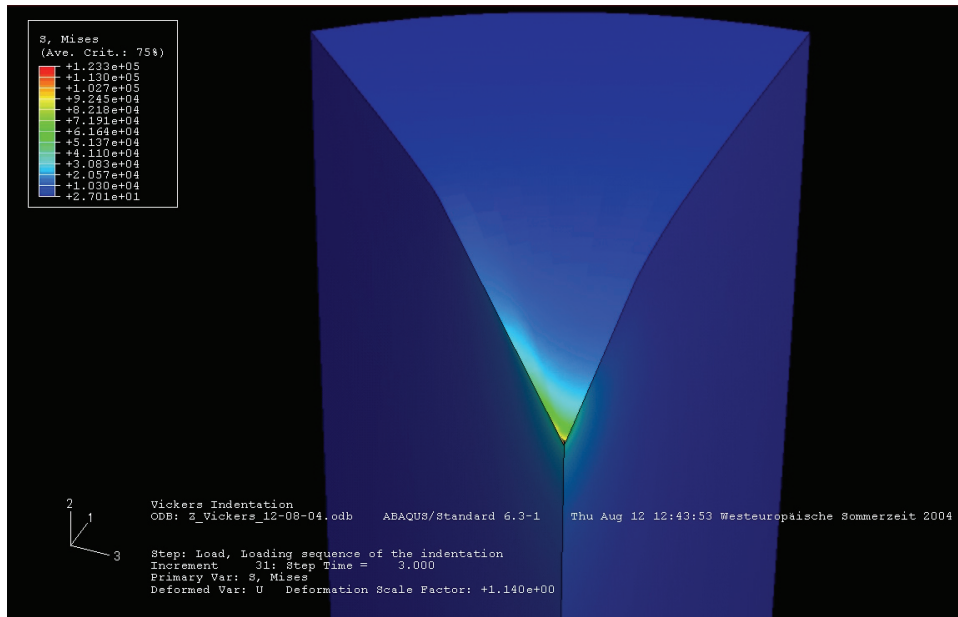 S, Mises
(Ave. Crit.: 75%)
+1.233e+05
+1.130e+05
+1.027e+05
+9.245e+04
+8.218e+04
+7.191e+04
+6.164e+04
+5.137e+04
+4.110e+04
+3.083e+04
+2.057e+04
+1.030e+04
+2.701e+01
2
1
3
Vickers Indentation
ODB: Z_Vickers_12-08-04.odb ABAQUS/Standard 6.3-1 Thu Aug 12 12:43:53 Westeuropäische Sommerzeit 2004
Step: Load, Loading sequence of the indentation
Increment 31: Step Time = 3.000
Primary Var: S, Mises
Deformed Var: U Deformation Scale Factor: +1.140e+00